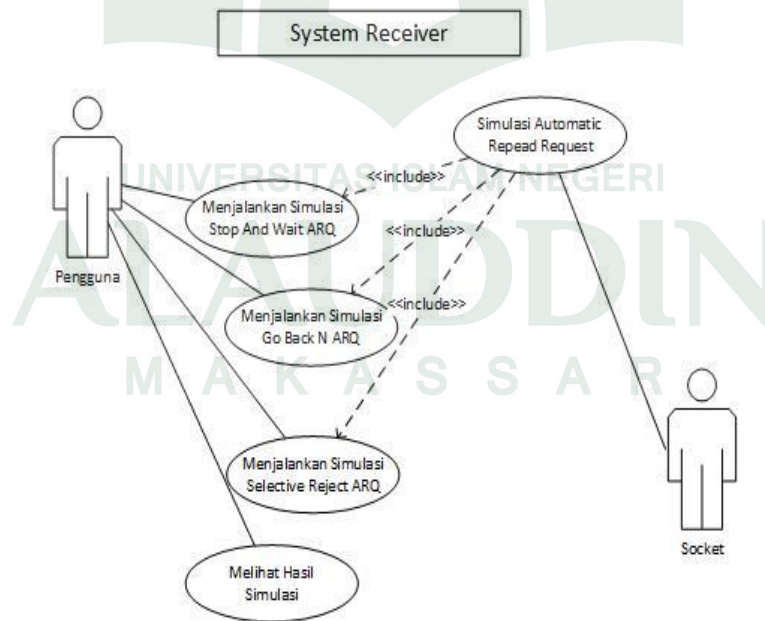 System Receiver
Simulasi Automatic
Repead Request
UNIVERSITAS ISLAM NEGERI
<<include>>
Menjalankan Simulasi
Stop And Wait ARQ
<<include>>
Pengguna
ALAUDDIN
<<include>>
Menjalankan Simulasi
Go Back N ARQ
MAKASSAR
Menjalankan Simulasi
Selective Reject ARQ
Socket
Melihat Hasil
Simulasi